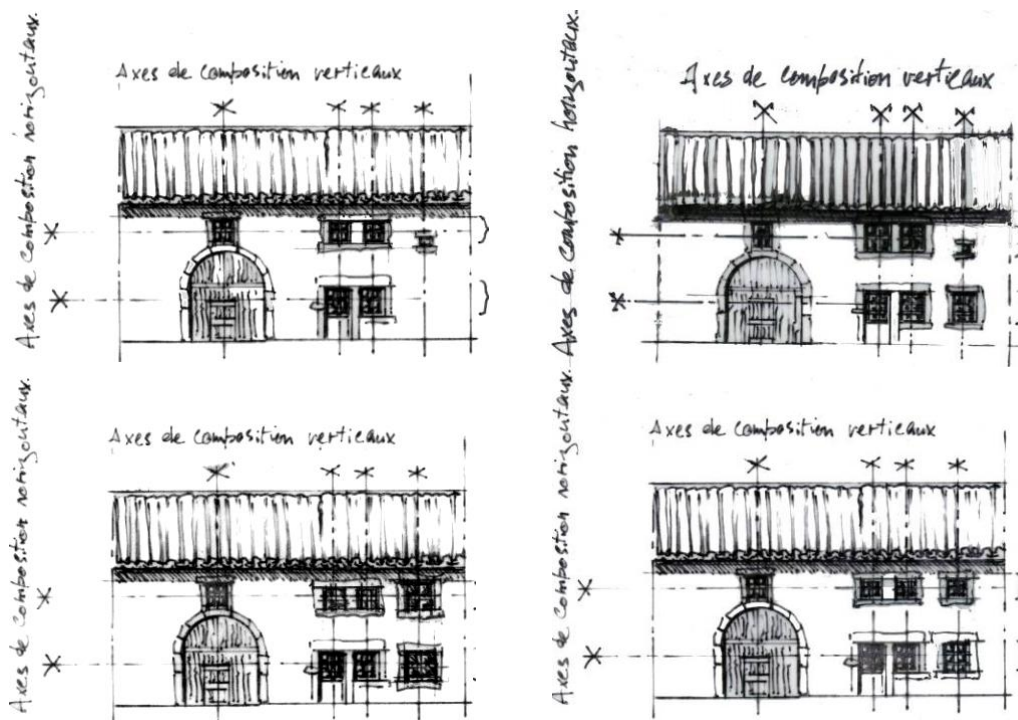 Axes de composition verticaux
Axes de composition horizontaux.
Axes de composition verticaux
Axes de composition horizontaux.
Axes de composition verticaux
Axes de composition horizontaux.
Axes de composition verticaux
Axes de composition horizontaux.